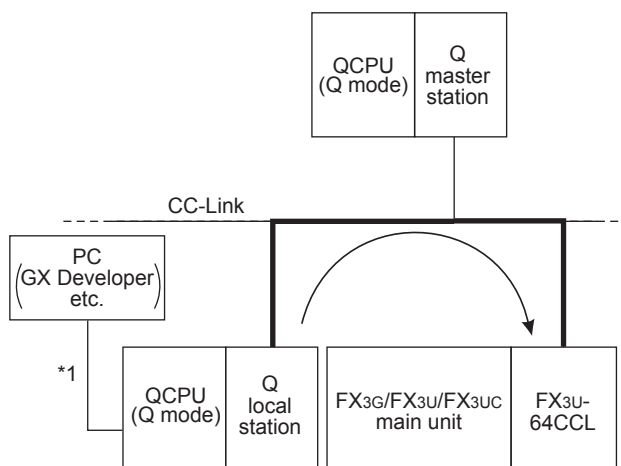 QCPU
(Q mode)
Q
master
station
CC-Link
PC
(GX Developer)
etc.
*1
QCPU
(Q mode)
Q
local
station
FX3G/FX3U/FX3UC
main unit
FX3U-
64CCL